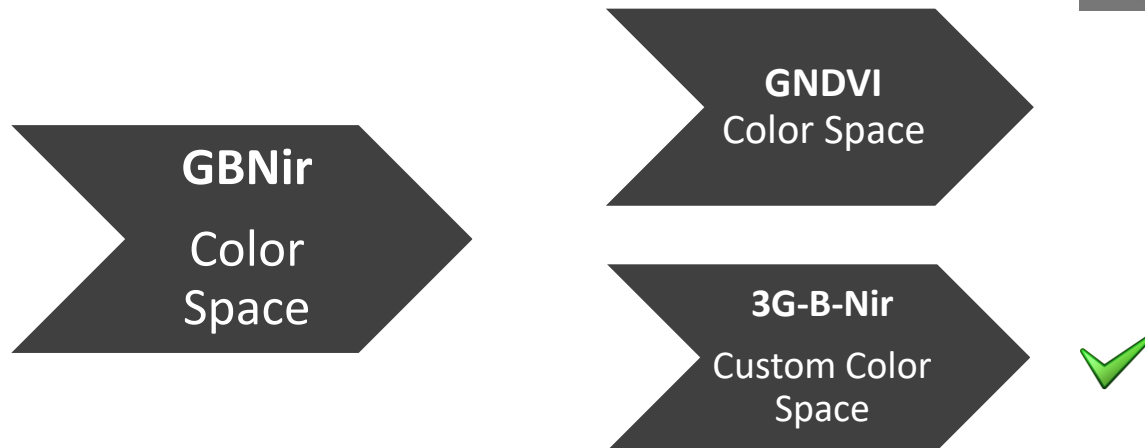 GBNir
Color
Space
GNDVI
Color Space
3G-B-Nir
Custom Color
Space